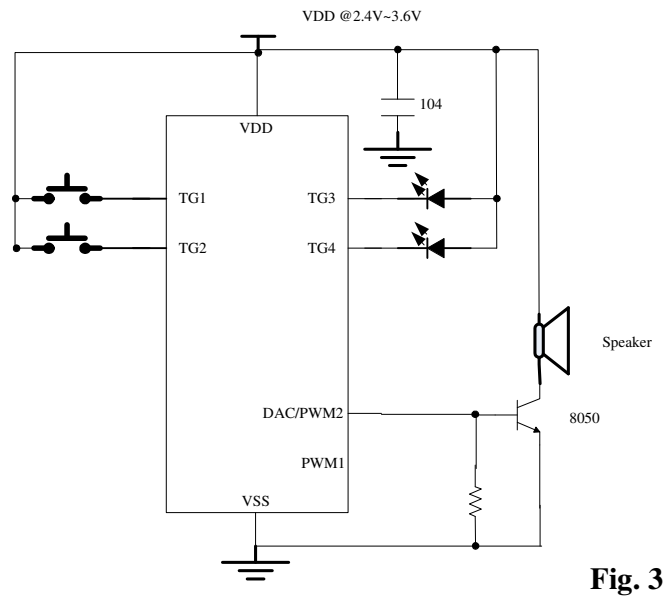 VDD @2.4V~3.6V
104
VDD
TG1
TG3
TG2
TG4
Speaker
DAC/PWM2
8050
PWM1
VSS
Fig. 3